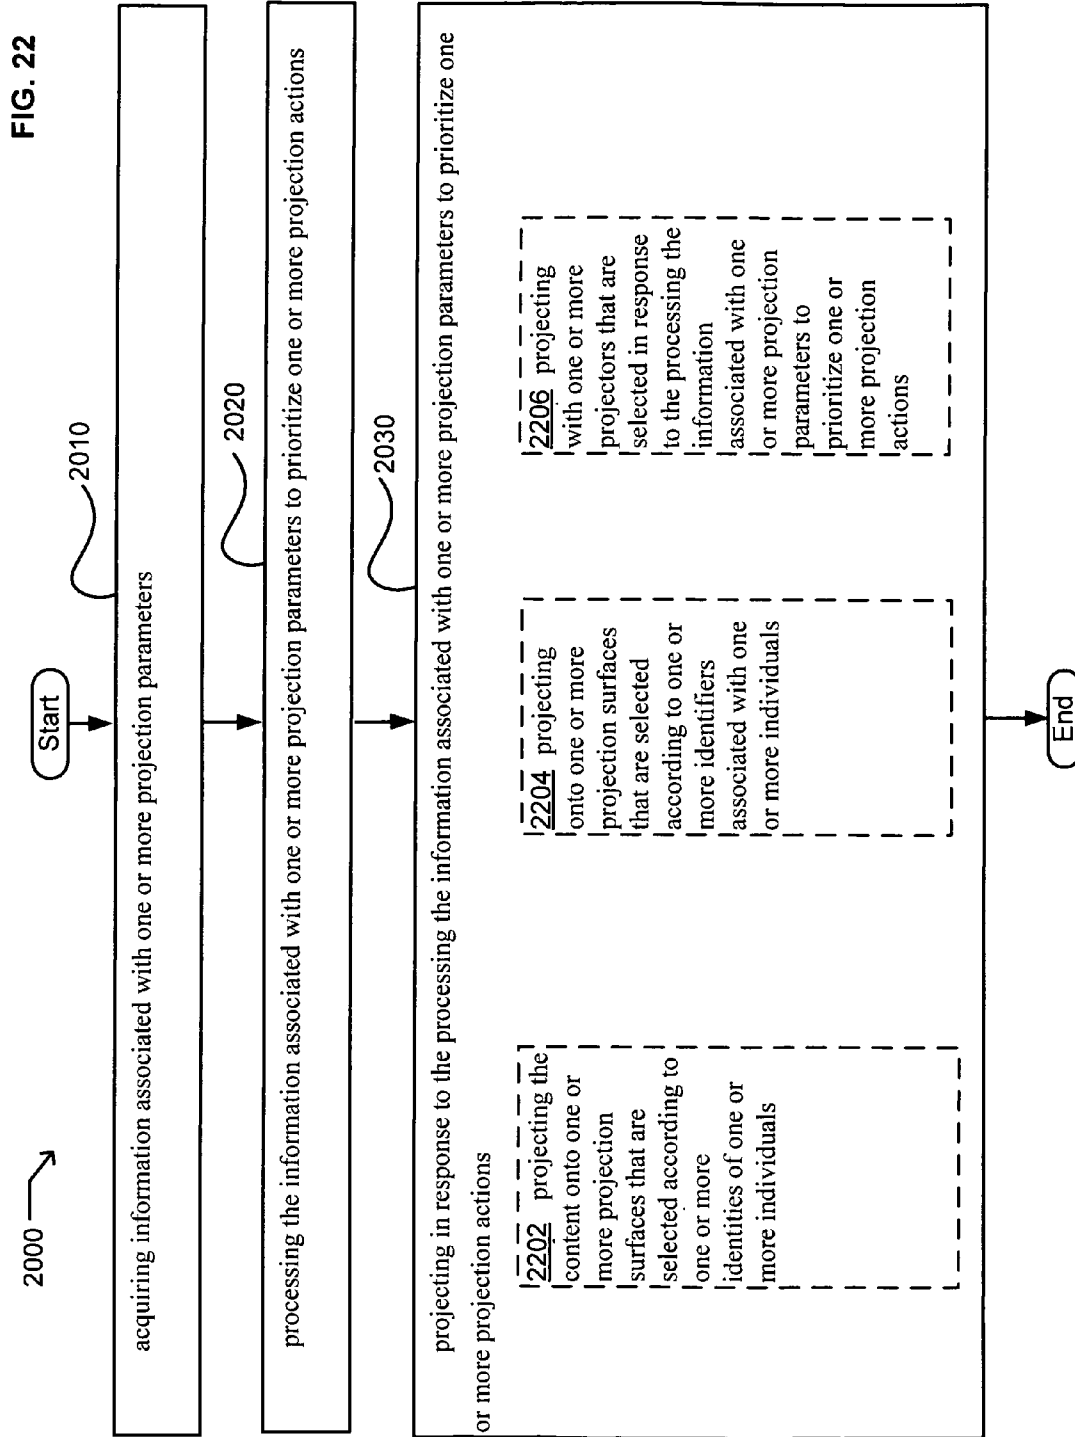 FIG. 22
2000
Start
2010
acquiring information associated with one or more projection parameters
2020
processing the information associated with one or more projection parameters to prioritize one or more projection actions
2030
projecting in response to the processing the information associated with one or more projection parameters to prioritize one
or more projection actions
2202 projecting the
content onto one or
more projection
surfaces that are
selected according to
one or more
identities of one or
more individuals
2204 projecting
onto one or more
projection surfaces
that are selected
according to one or
more identifiers
associated with one
or more individuals
2206 projecting
with one or more
projectors that are
selected in response
to the processing the
information
associated with one
or more projection
parameters to
prioritize one or
more projection
actions
End